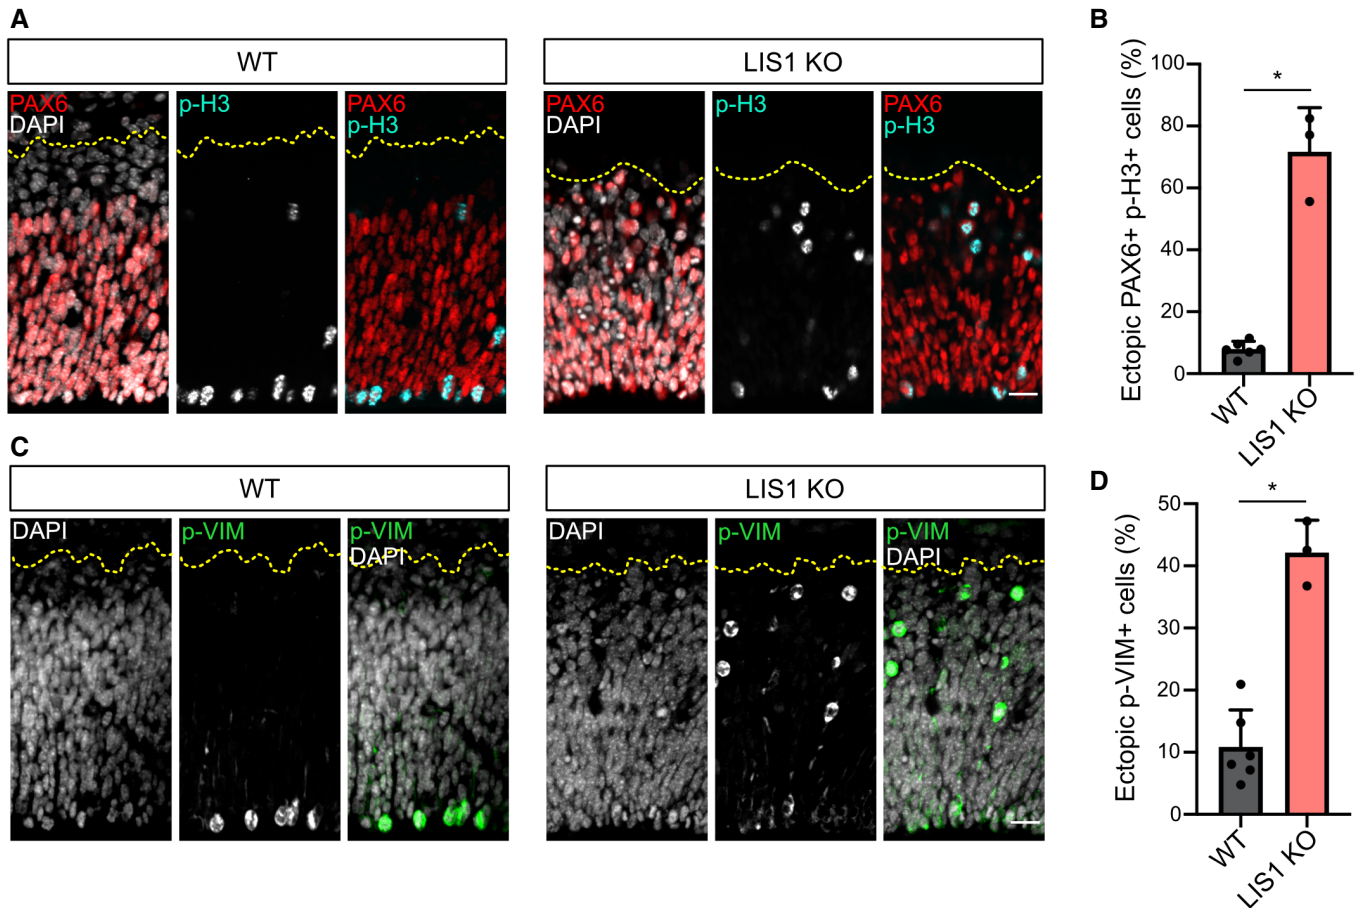 A
WT
LIS1 KO
PAX6
DAPI
p-H3
PAX6
p-H3
PAX6
DAPI
p-H3
PAX6
p-H3
B
Ectopic PAX6+ p-H3+ cells (%)
100
80
60
40
20
0
*
WT
LIS1 KO
C
WT
LIS1 KO
DAPI
p-VIM
p-VIM
DAPI
DAPI
p-VIM
p-VIM
DAPI
D
Ectopic p-VIM+ cells (%)
50
40
30
20
10
0
*
WT
LIS1 KO